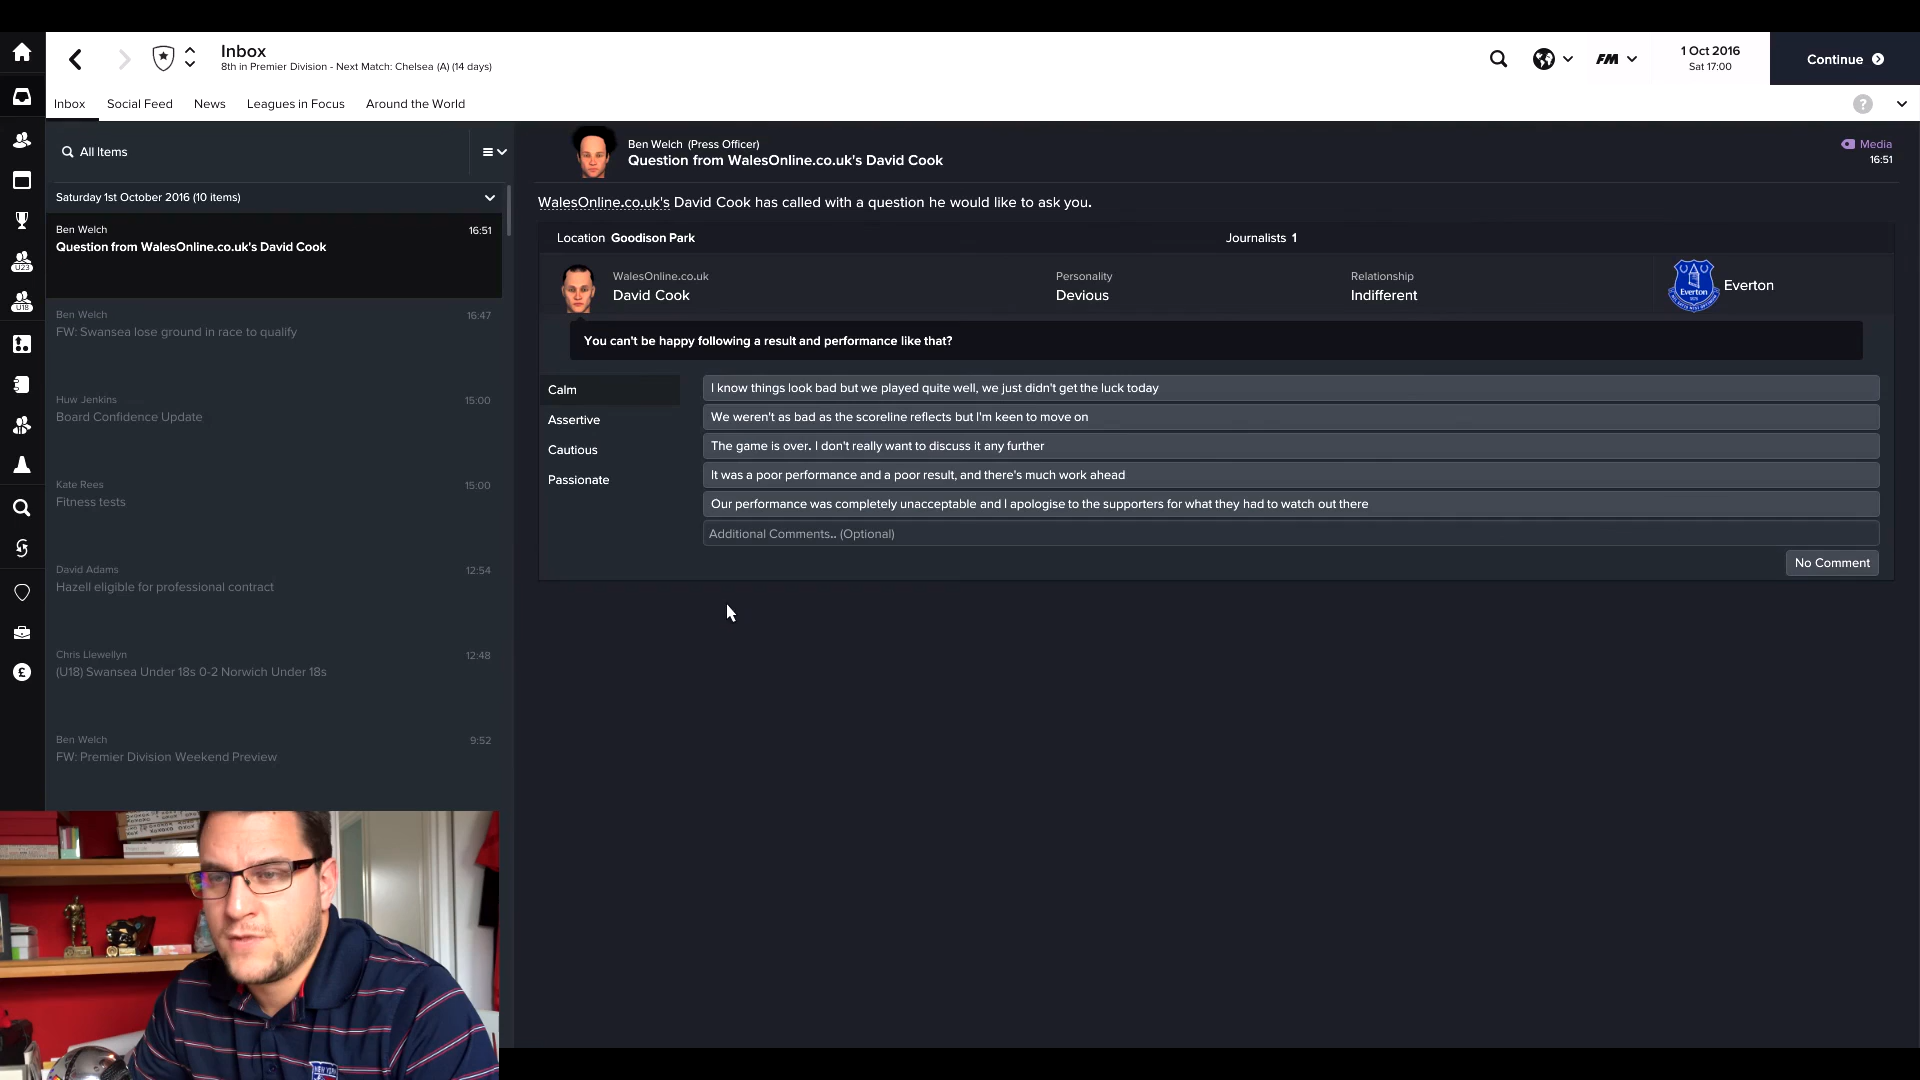 Inbox
8th in Premier Division - Next Match: Chelsea (A) (14 days)
FM
1 Oct 2016
Sat 17:00
Continue
Inbox Social Feed News Leagues in Focus Around the World
?
All Items
Saturday 1st October 2016 (10 items)
Ben Welch 16:51
Question from WalesOnline.co.uk's David Cook
Ben Welch 16:47
FW: Swansea lose ground in race to qualify
Huw Jenkins 15:00
Board Confidence Update
Kate Rees 15:00
Fitness tests
David Adams 12:54
Hazell eligible for professional contract
Chris Llewellyn 12:48
(U18) Swansea Under 18s 0-2 Norwich Under 18s
Ben Welch 9:52
FW: Premier Division Weekend Preview
U23
U18
£
Ben Welch (Press Officer)
Question from WalesOnline.co.uk's David Cook
Media
16:51
WalesOnline.co.uk's David Cook has called with a question he would like to ask you.
Location Goodison Park Journalists 1
WalesOnline.co.uk Personality Relationship
David Cook Devious Indifferent
Everton
Everton
You can't be happy following a result and performance like that?
Calm
Assertive
Cautious
Passionate
I know things look bad but we played quite well, we just didn't get the luck today
We weren't as bad as the scoreline reflects but I'm keen to move on
The game is over. I don't really want to discuss it any further
It was a poor performance and a poor result, and there's much work ahead
Our performance was completely unacceptable and I apologise to the supporters for what they had to watch out there
Additional Comments.. (Optional)
No Comment
NEW YORK